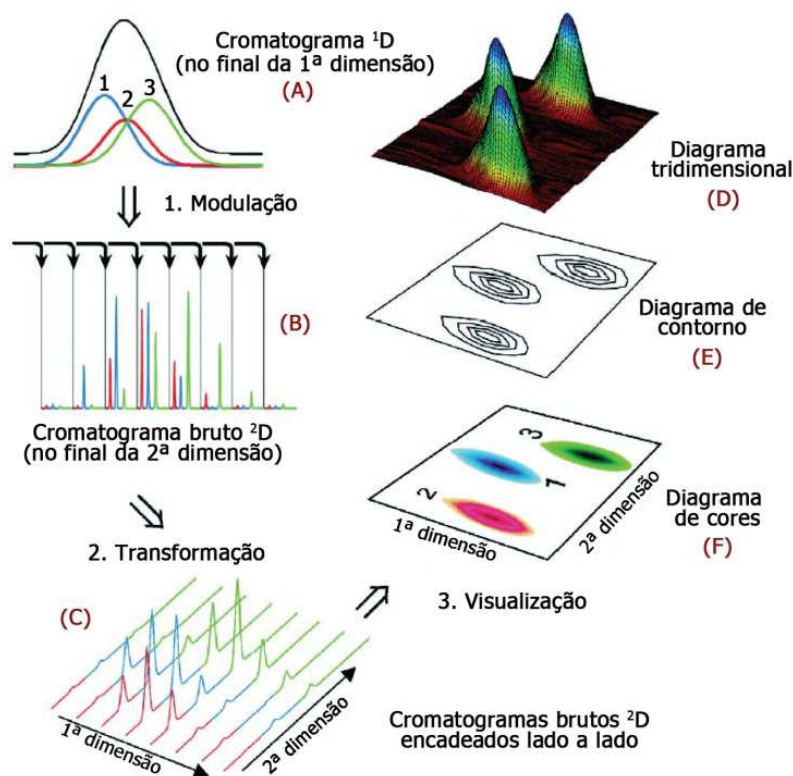 Cromatograma ¹D
(no final da 1ª dimensão)
(A)
1
2
3
1. Modulação
(B)
Cromatograma bruto ²D
(no final da 2ª dimensão)
2. Transformação
(C)
1ª dimensão
2ª dimensão
Cromatogramas brutos ²D
encadeados lado a lado
3. Visualização
Diagrama
tridimensional
(D)
Diagrama de
contorno
(E)
3
1
2
1ª dimensão
2ª dimensão
Diagrama
de cores
(F)